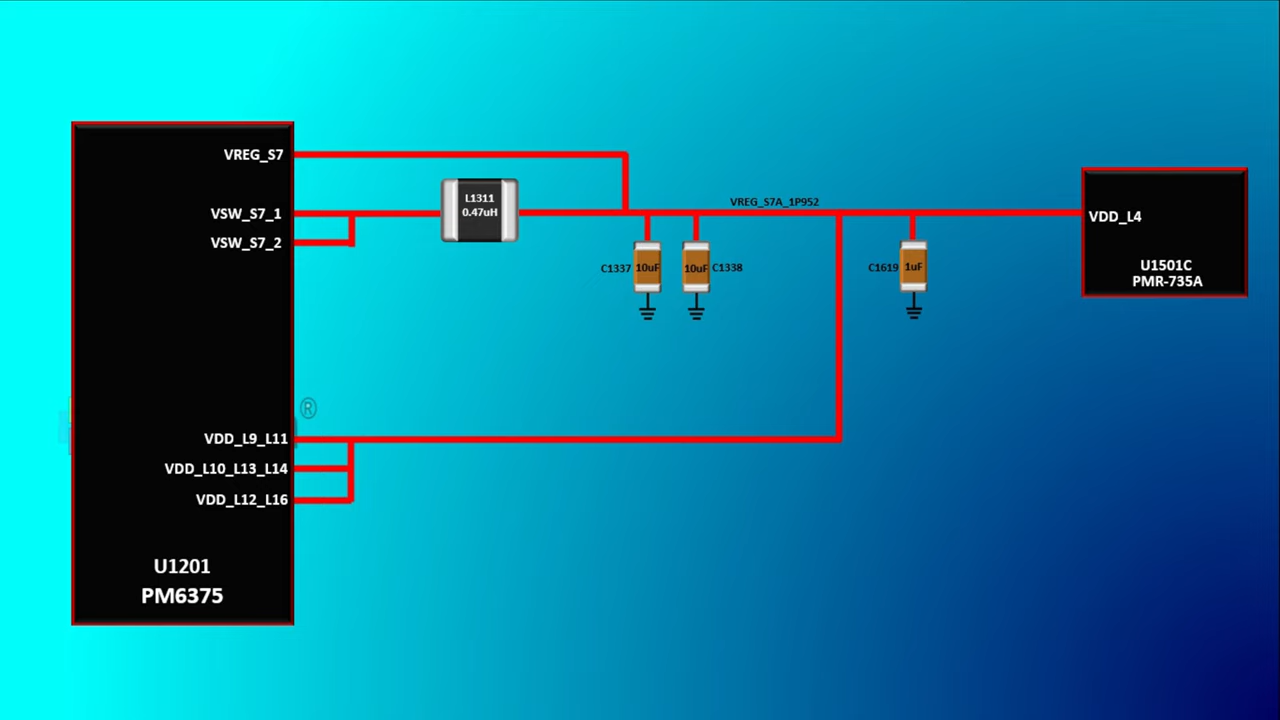 VREG_S7
VSW_S7_1
VSW_S7_2
L1311
0.47uH
VREG_S7A_1P952
C1337
10uF
10uF
C1338
C1619
1uF
VDD_L4
U1501C
PMR-735A
®
VDD_L9_L11
VDD_L10_L13_L14
VDD_L12_L16
U1201
PM6375